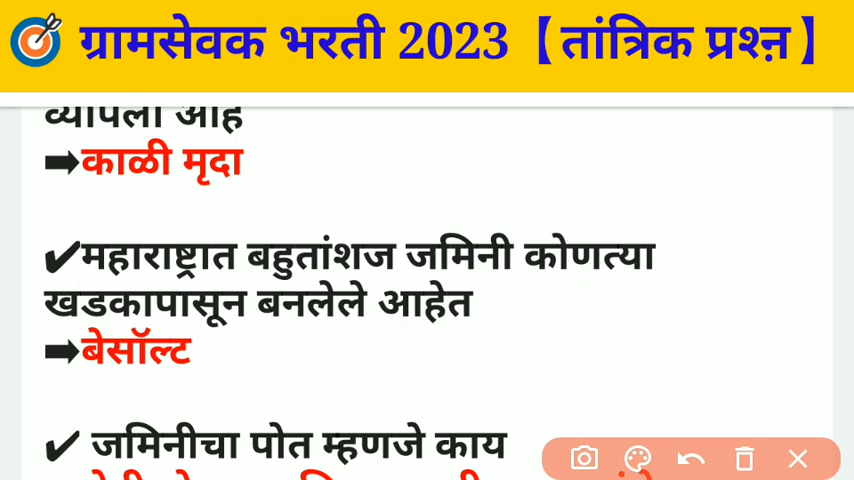 ग्रामसेवक भरती 2023【तांत्रिक प्रश्न】
व्यापला आहे
➡काळी मृदा
✔महाराष्ट्रात बहुतांशज जमिनी कोणत्या
खडकापासून बनलेले आहेत
➡बेसॉल्ट
✔ जमिनीचा पोत म्हणजे काय